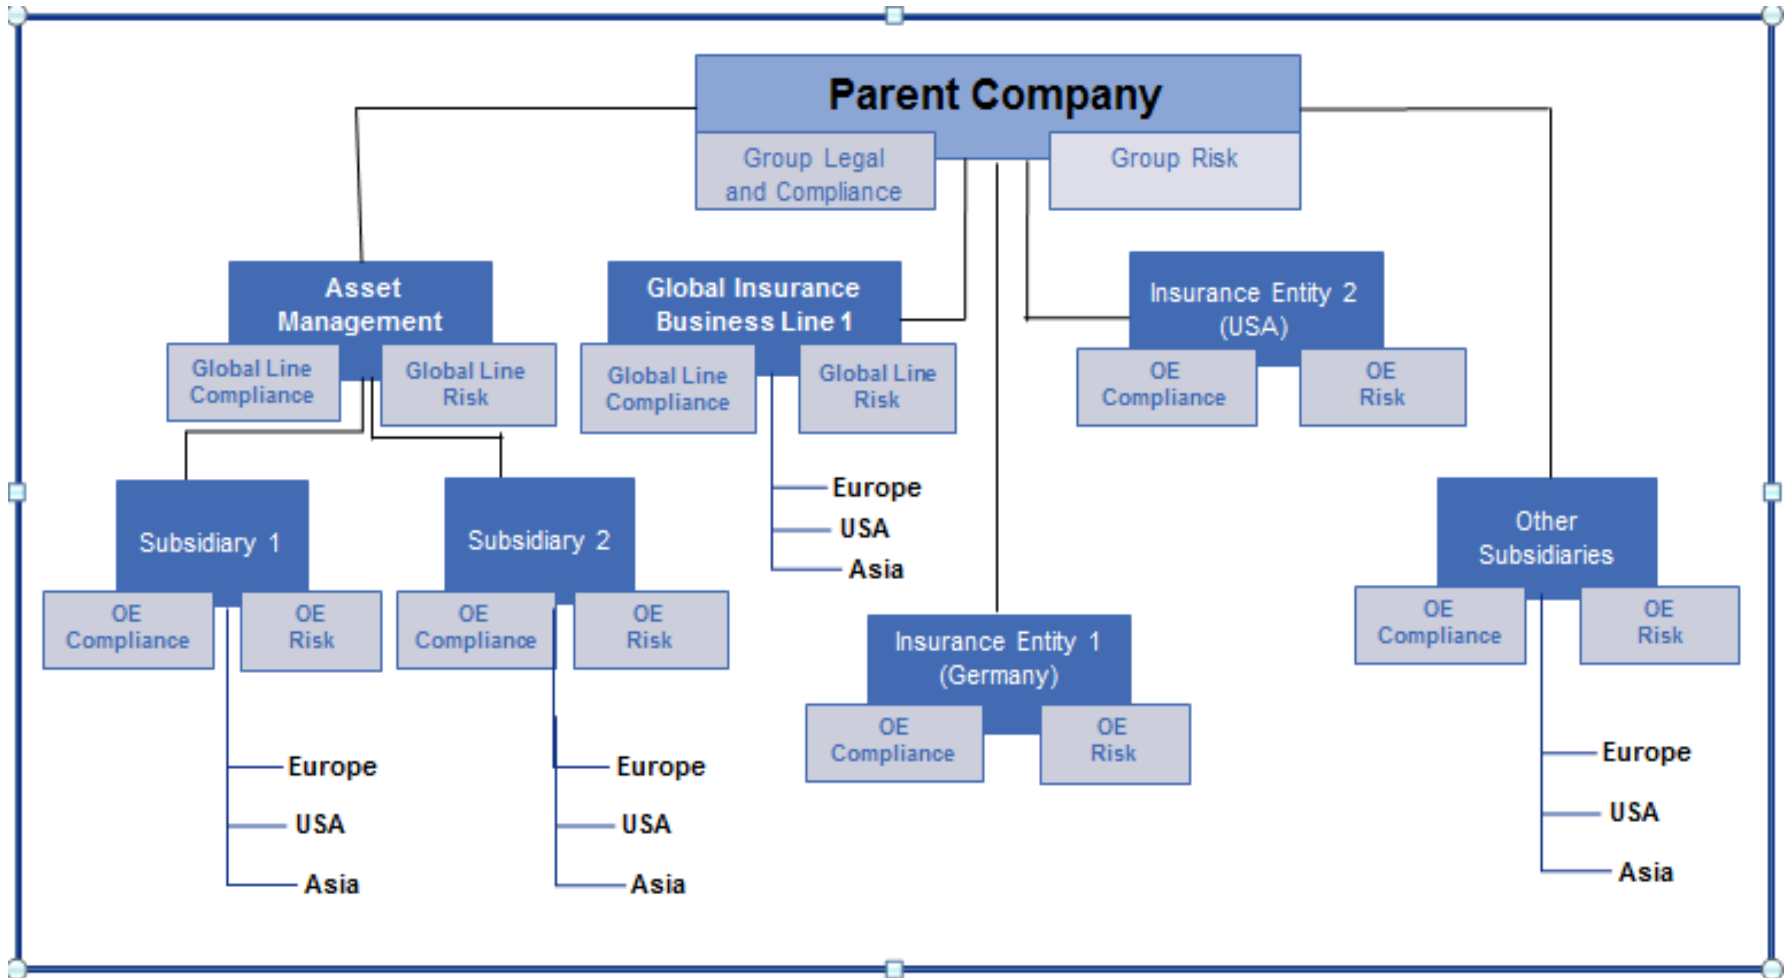 Parent Company
Group Legal
and Compliance
Group Risk
Asset
Management
Global Line
Compliance
Global Line
Risk
Global Insurance
Business Line 1
Global Line
Compliance
Global Line
Risk
Insurance Entity 2
(USA)
OE
Compliance
OE
Risk
Subsidiary 1
OE
Compliance
OE
Risk
Europe
USA
Asia
Subsidiary 2
OE
Compliance
OE
Risk
Europe
USA
Asia
Europe
USA
Asia
Insurance Entity 1
(Germany)
OE
Compliance
OE
Risk
Other
Subsidiaries
OE
Compliance
OE
Risk
Europe
USA
Asia